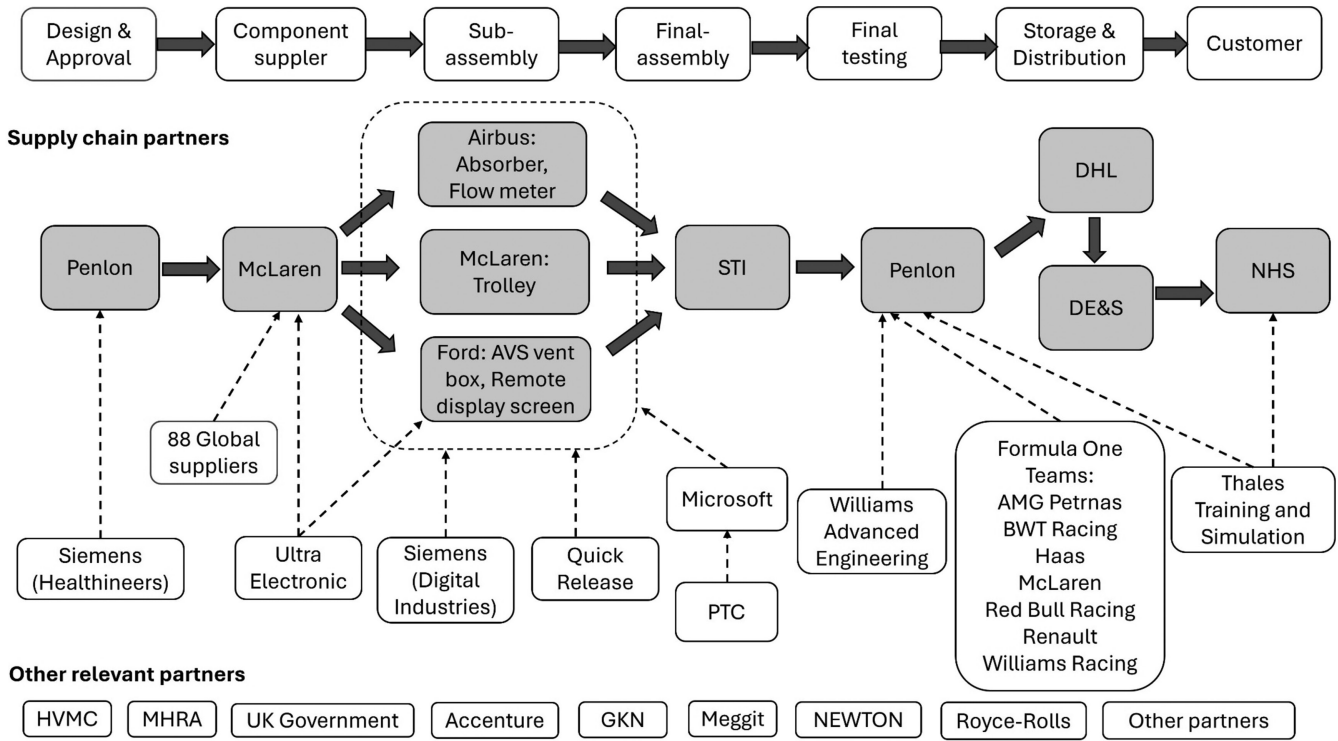 Design &
Approval
Component
suppler
Sub-
assembly
Final-
assembly
Final
testing
Storage &
Distribution
Customer
Supply chain partners
Airbus:
Absorber,
Flow meter
DHL
Penlon
McLaren
McLaren:
Trolley
STI
Penlon
NHS
DE&S
Ford: AVS vent
box, Remote
display screen
88 Global
suppliers
Formula One
Teams:
AMG Petrnas
BWT Racing
Haas
McLaren
Red Bull Racing
Renault
Williams Racing
Microsoft
Williams
Advanced
Engineering
Thales
Training and
Simulation
Siemens
(Healthineers)
Ultra
Electronic
Siemens
(Digital
Industries)
Quick
Release
PTC
Other relevant partners
HVMC
MHRA
UK Government
Accenture
GKN
Meggit
NEWTON
Royce-Rolls
Other partners